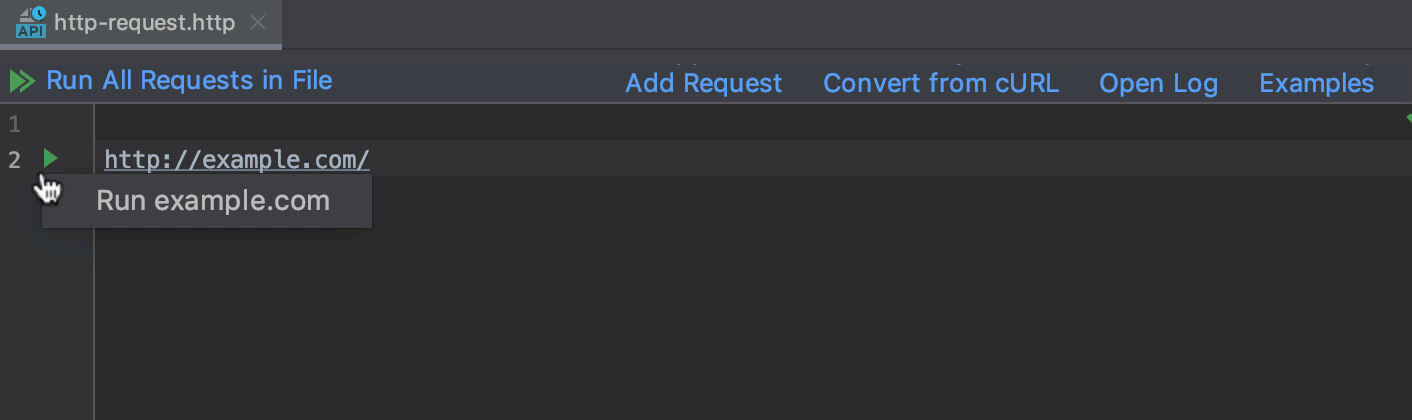 API http-request.http
Run All Requests in File Add Request Convert from cURL Open Log Examples
1
2 http://example.com/
Run example.com